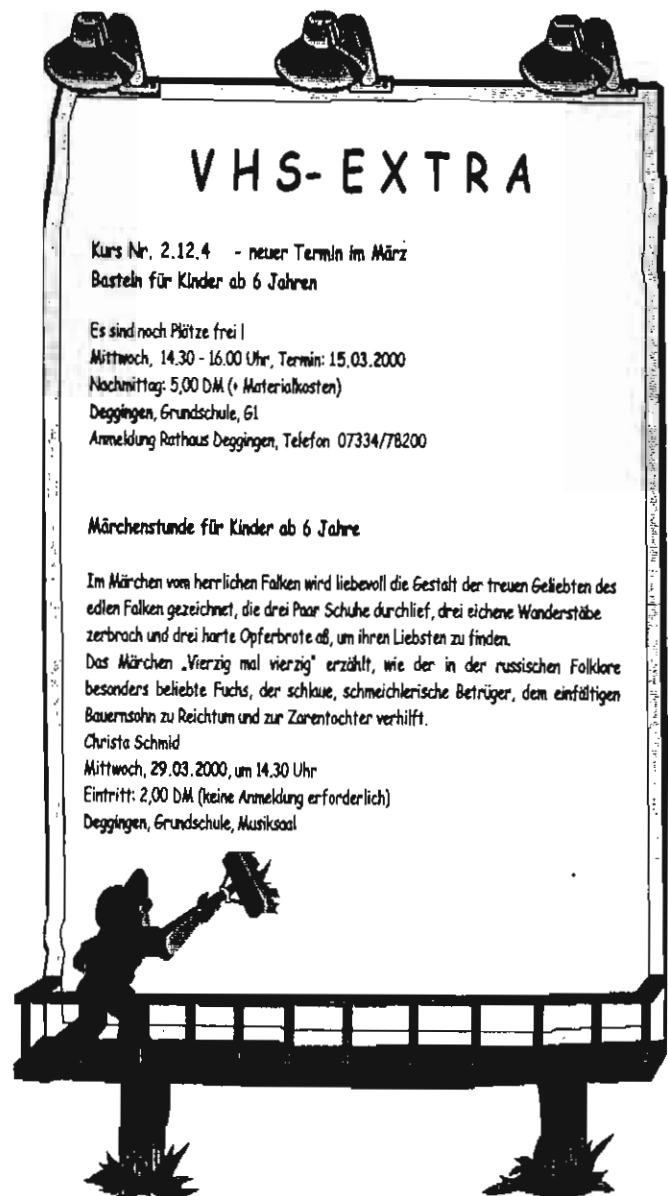 VHS-EXTRA
Kurs Nr. 2.12.4 - neuer Termin im März
Basteln für Kinder ab 6 Jahren
Es sind noch Plätze frei !
Mittwoch, 14.30 - 16.00 Uhr, Termin: 15.03.2000
Nachmittag: 5,00 DM (+ Materialkosten)
Deggingen, Grundschule, G1
Anmeldung Rathaus Deggingen, Telefon 07334/78200
Märchenstunde für Kinder ab 6 Jahre
Im Märchen vom herrlichen Falken wird liebevoll die Gestalt der treuen Geliebten des
edlen Falken gezeichnet, die drei Paar Schuhe durchlief, drei eichene Wanderstäbe
zerbrach und drei harte Opferbrote aß, um ihren Liebsten zu finden.
Das Märchen „Vierzig mal vierzig" erzählt, wie der in der russischen Folklore
besonders beliebte Fuchs, der schlaue, schmeichlerische Betrüger, dem einfältigen
Bauernsohn zu Reichtum und zur Zarentochter verhilft.
Christa Schmid
Mittwoch, 29.03.2000, um 14.30 Uhr
Eintritt: 2,00 DM (keine Anmeldung erforderlich)
Deggingen, Grundschule, Musiksaal